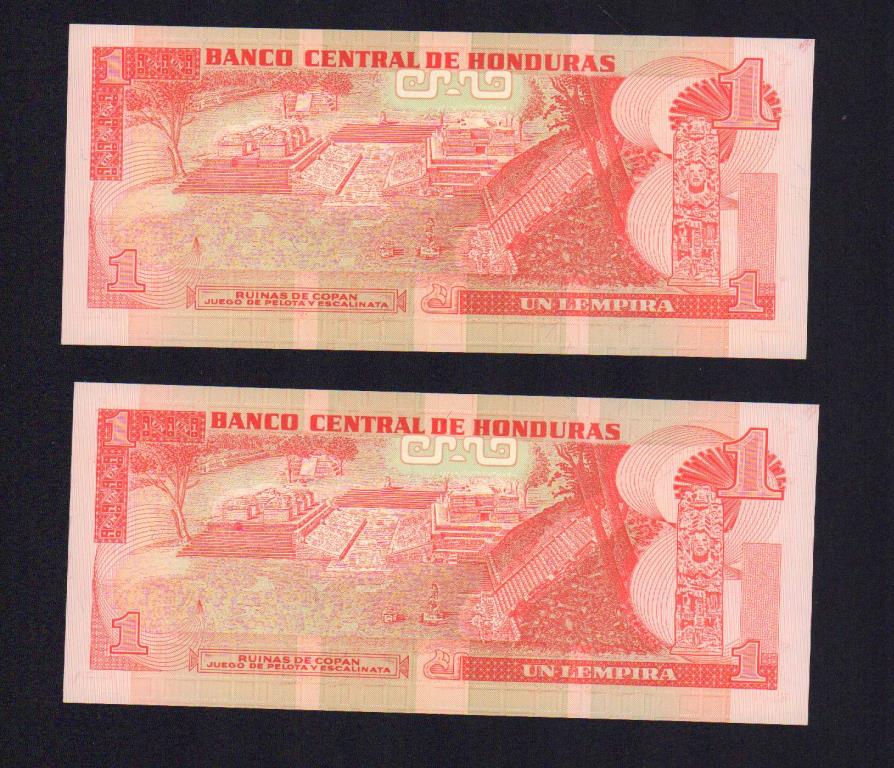 1
BANCO CENTRAL DE HONDURAS
1
1
RUINAS DE COPAN
JUEGO DE PELOTA Y ESCALINATA
UN LEMPIRA
1
1
BANCO CENTRAL DE HONDURAS
1
1
RUINAS DE COPAN
JUEGO DE PELOTA Y ESCALINATA
UN LEMPIRA
1